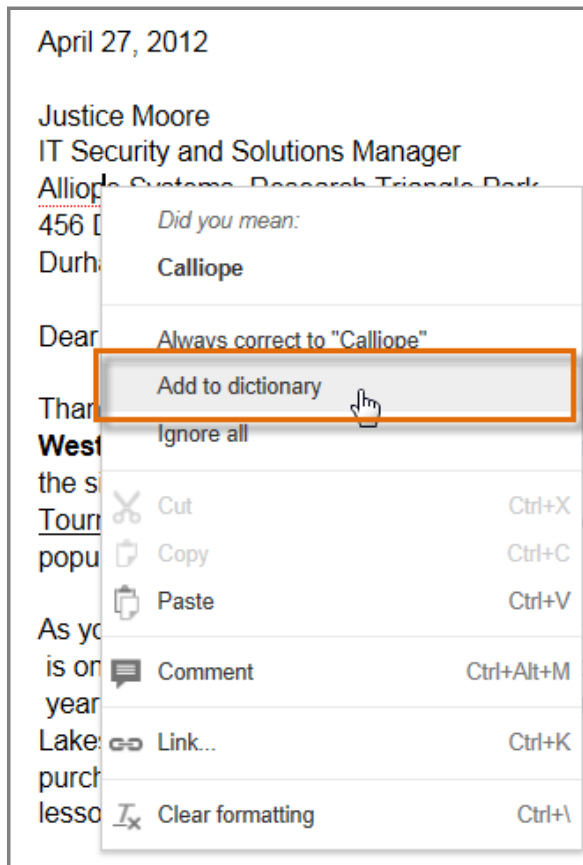 April 27, 2012
Justice Moore
IT Security and Solutions Manager
Alliope Systems, Research Triangle Park
456
Durha
Dear
Than
West
the si
Tourn
popu
As yo
is on
year
Lakes
purch
lesso
Did you mean:
Calliope
Always correct to "Calliope"
Add to dictionary
Ignore all
Cut Ctrl+X
Copy Ctrl+C
Paste Ctrl+V
Comment Ctrl+Alt+M
Link... Ctrl+K
Clear formatting Ctrl+\